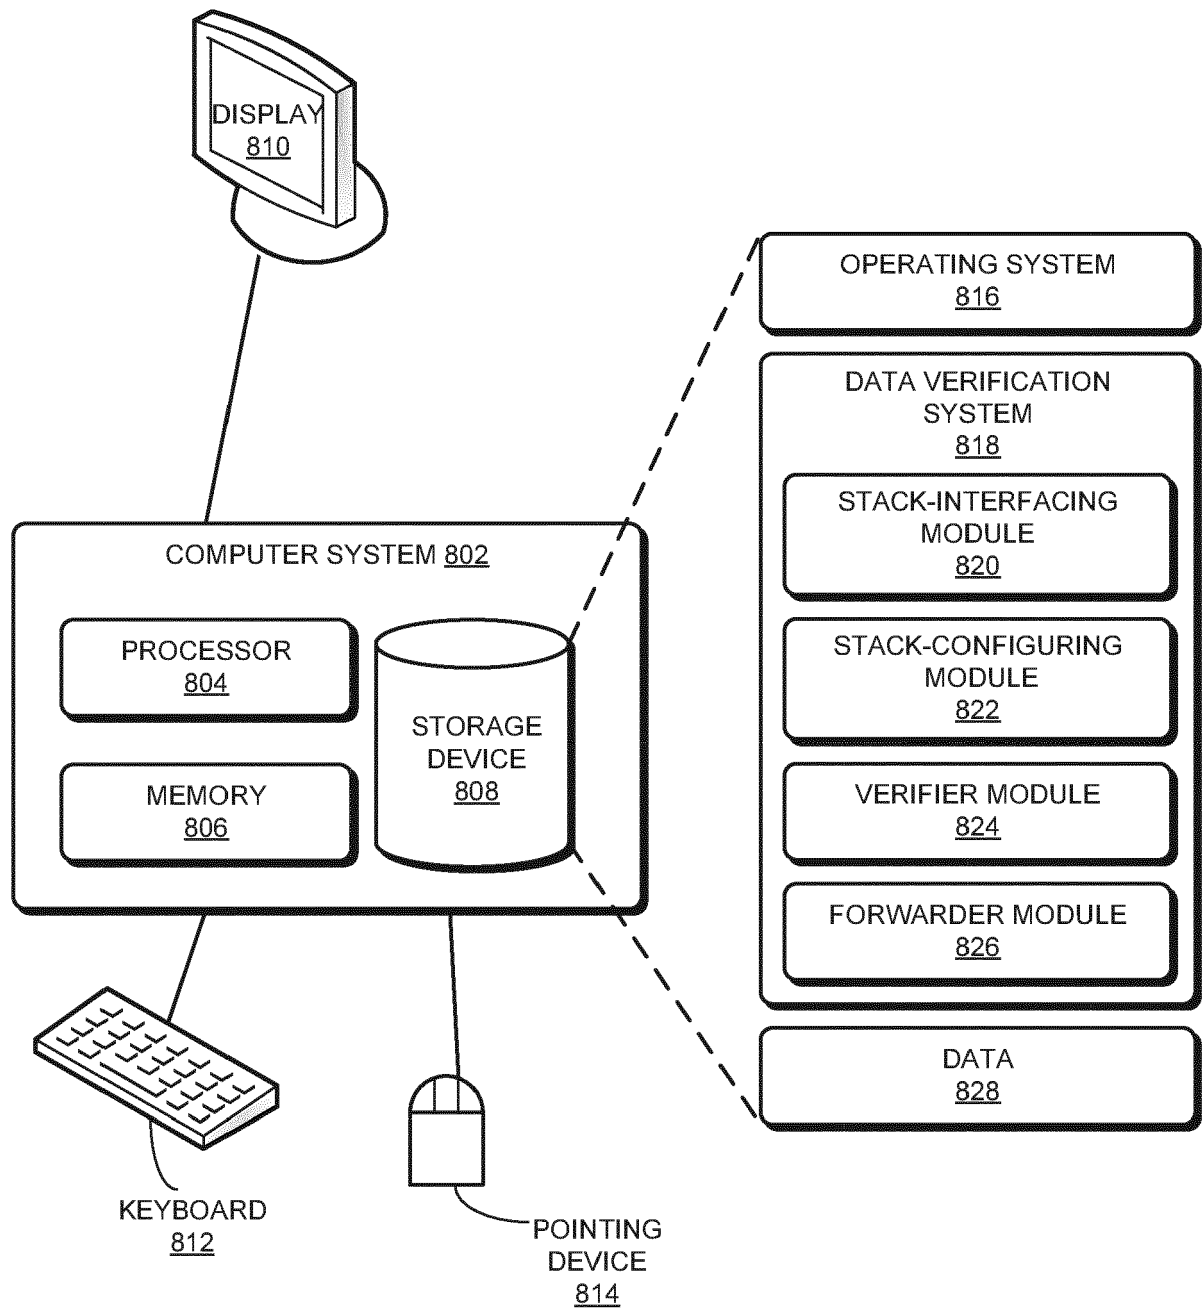 DISPLAY
810
OPERATING SYSTEM
816
DATA VERIFICATION
SYSTEM
818
STACK-INTERFACING
MODULE
820
STACK-CONFIGURING
MODULE
822
VERIFIER MODULE
824
FORWARDER MODULE
826
DATA
828
COMPUTER SYSTEM 802
PROCESSOR
804
MEMORY
806
STORAGE
DEVICE
808
KEYBOARD
812
POINTING
DEVICE
814